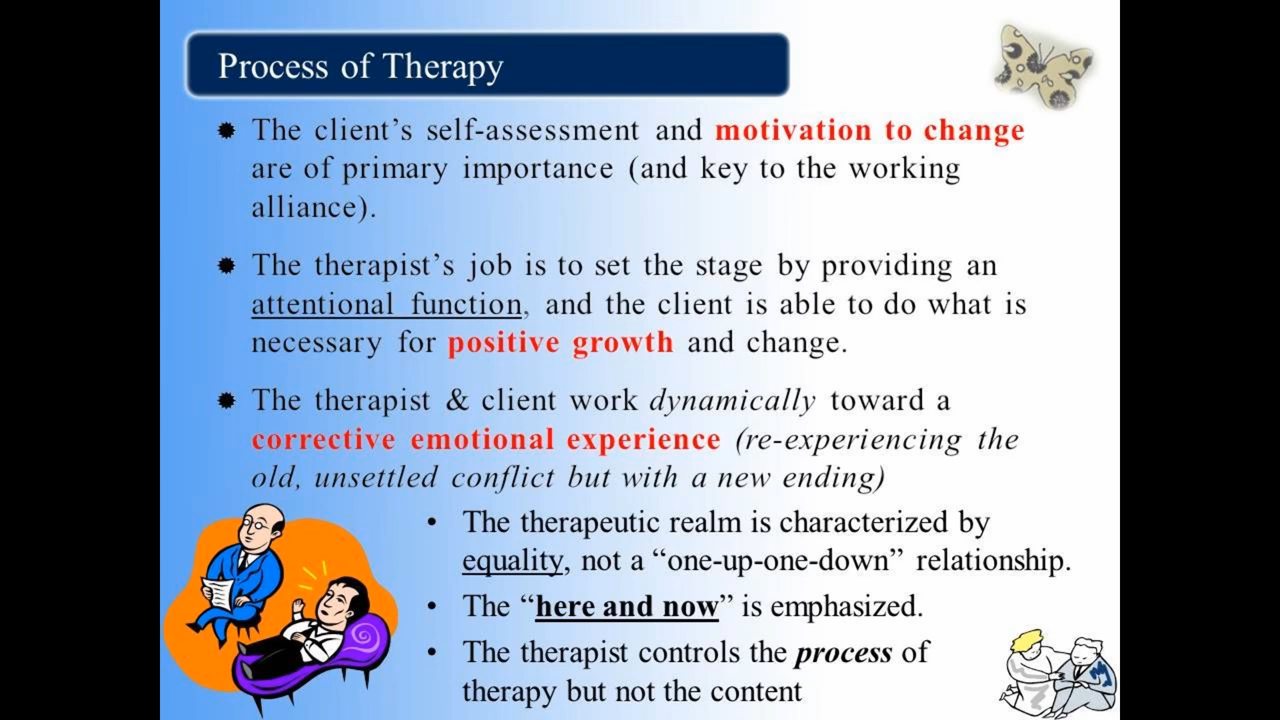 Process of Therapy
The client’s self-assessment and motivation to change
are of primary importance (and key to the working
alliance).
The therapist’s job is to set the stage by providing an
attentional function, and the client is able to do what is
necessary for positive growth and change.
The therapist & client work dynamically toward a
corrective emotional experience (re-experiencing the
old, unsettled conflict but with a new ending)
• The therapeutic realm is characterized by
equality, not a “one-up-one-down” relationship.
• The “here and now” is emphasized.
• The therapist controls the process of
therapy but not the content